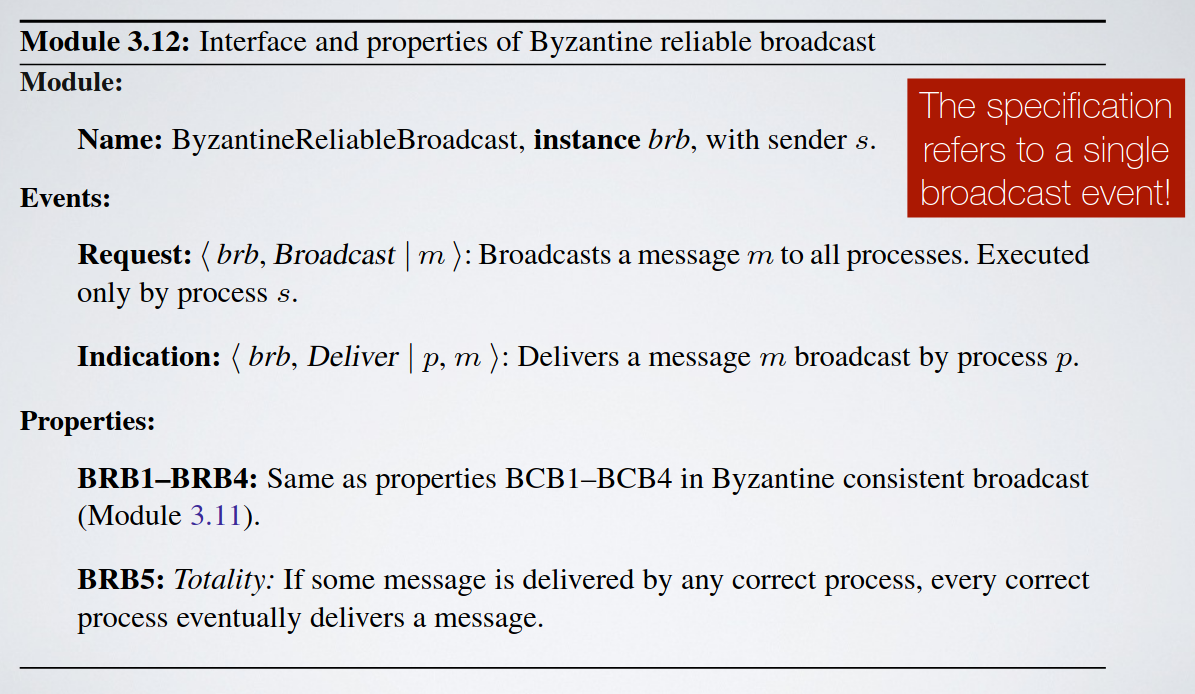 Module 3.12: Interface and properties of Byzantine reliable broadcast
Module:
The specification
refers to a single
broadcast event!
Name: ByzantineReliableBroadcast, instance brb, with sender s.
Events:
Request: ⟨ brb, Broadcast | m ⟩: Broadcasts a message m to all processes. Executed
only by process s.
Indication: ⟨ brb, Deliver | p, m ⟩: Delivers a message m broadcast by process p.
Properties:
BRB1–BRB4: Same as properties BCB1–BCB4 in Byzantine consistent broadcast
(Module 3.11).
BRB5: Totality: If some message is delivered by any correct process, every correct
process eventually delivers a message.